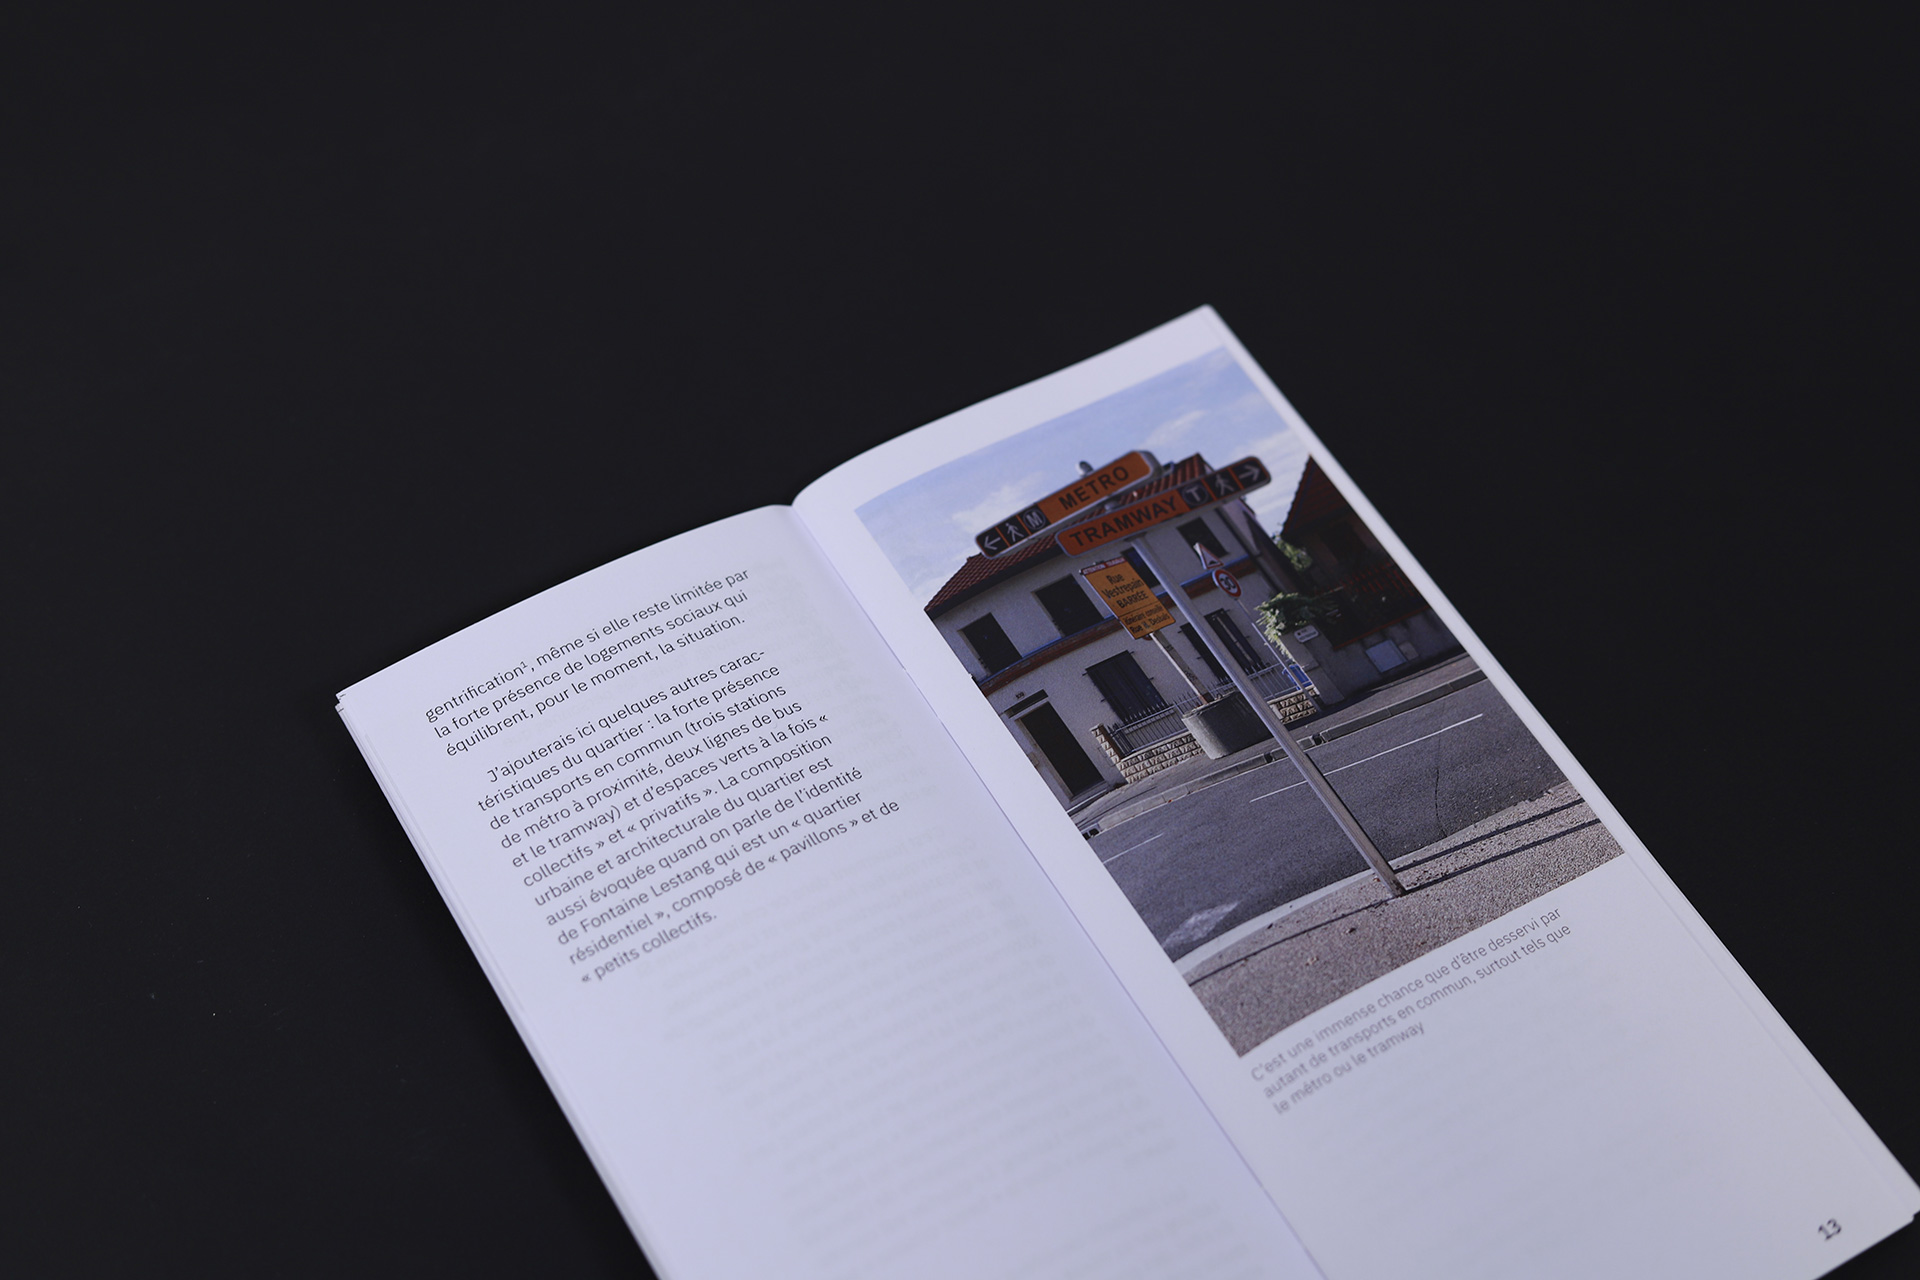 gentrification¹, même si elle reste limitée par
la forte présence de logements sociaux qui
équilibrent, pour le moment, la situation.
J'ajouterais ici quelques autres carac-
téristiques du quartier : la forte présence
de transports en commun (trois stations
de métro à proximité, deux lignes de bus
et le tramway) et d'espaces verts à la fois «
collectifs » et « privatifs ». La composition
urbaine et architecturale du quartier est
aussi évoquée quand on parle de l'identité
de Fontaine Lestang qui est un « quartier
résidentiel », composé de « pavillons » et de
« petits collectifs.
M METRO
TRAMWAY T
Rue
Vestrepain
BARRÉE
30
C'est une immense chance que d'être desservi par
autant de transports en commun, surtout tels que
le métro ou le tramway
13